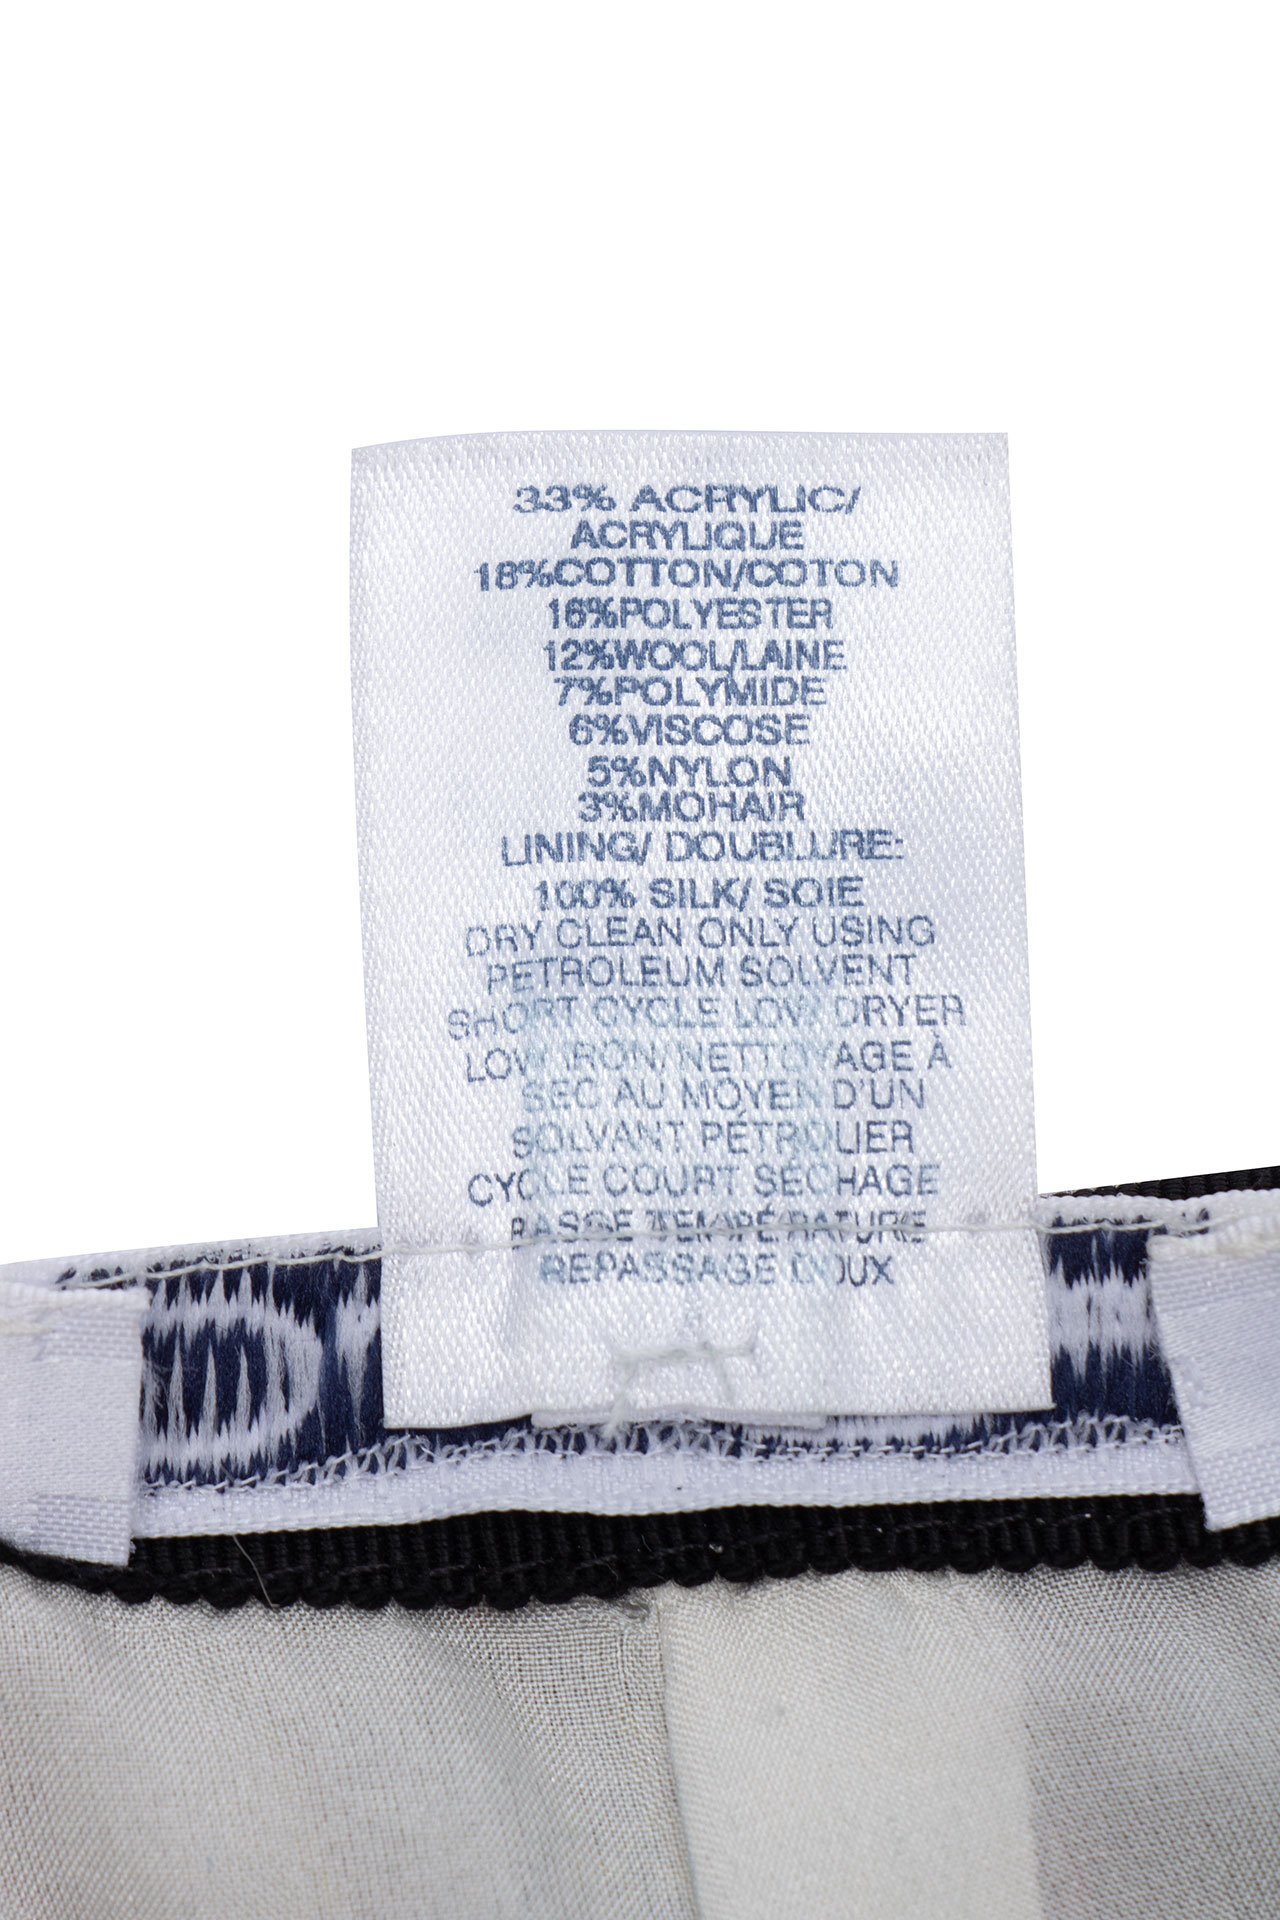 33% ACRYLIC/
ACRYLIQUE
18%COTTON/COTON
16%POLYESTER
12%WOOL/LAINE
7%POLYMIDE
6%VISCOSE
5%NYLON
3%MOHAIR
LINING/ DOUBLURE:
100% SILK/ SOIE
DRY CLEAN ONLY USING
PETROLEUM SOLVENT
SHORT CYCLE LOW DRYER
LOW IRON/NETTOYAGE À
SEC AU MOYEN D'UN
SOLVANT PÉTROLIER
CYCLE COURT SÉCHAGE
BASSE TEMPÉRATURE
REPASSAGE DOUX